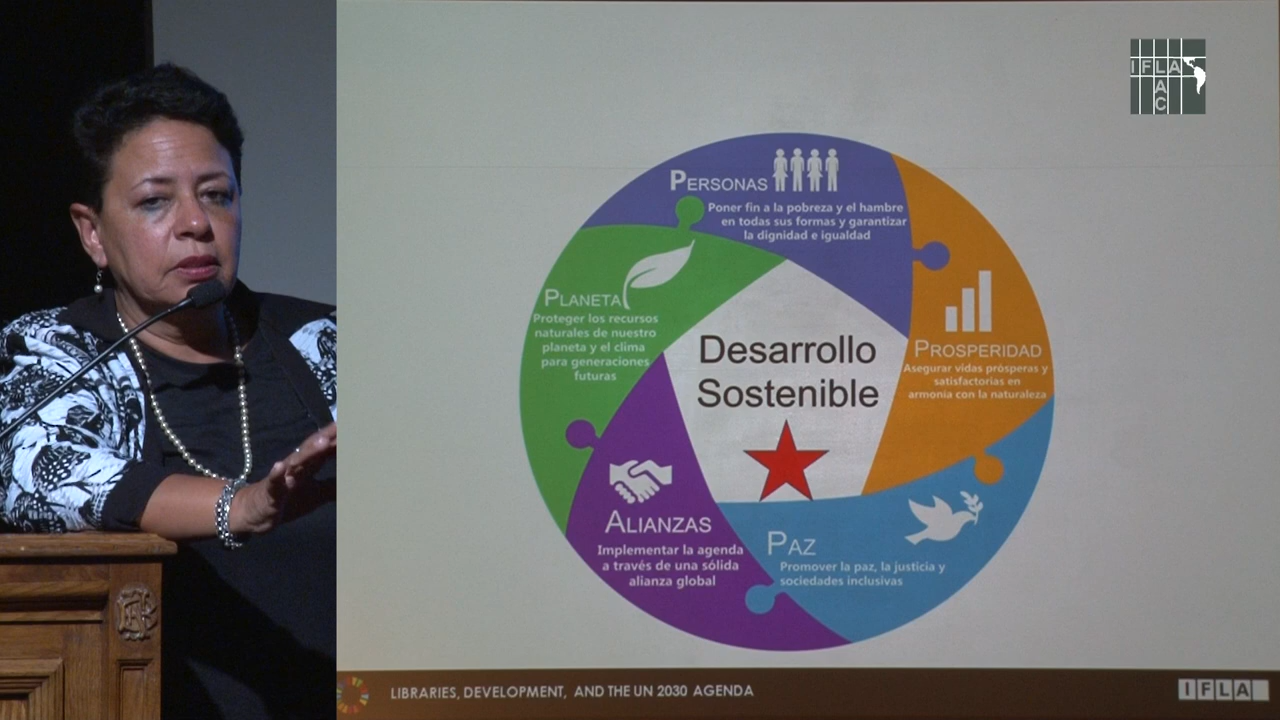 IFLA
LAC
PERSONAS
Poner fin a la pobreza y el hambre
en todas sus formas y garantizar
la dignidad e igualdad
PLANETA
Proteger los recursos
naturales de nuestro
planeta y el clima
para generaciones
futuras
Desarrollo
Sostenible
PROSPERIDAD
Asegurar vidas prósperas y
satisfactorias en
armonía con la naturaleza
ALIANZAS
Implementar la agenda
a través de una sólida
alianza global
PAZ
Promover la paz, la justicia y
sociedades inclusivas
LIBRARIES, DEVELOPMENT, AND THE UN 2030 AGENDA
IFLA